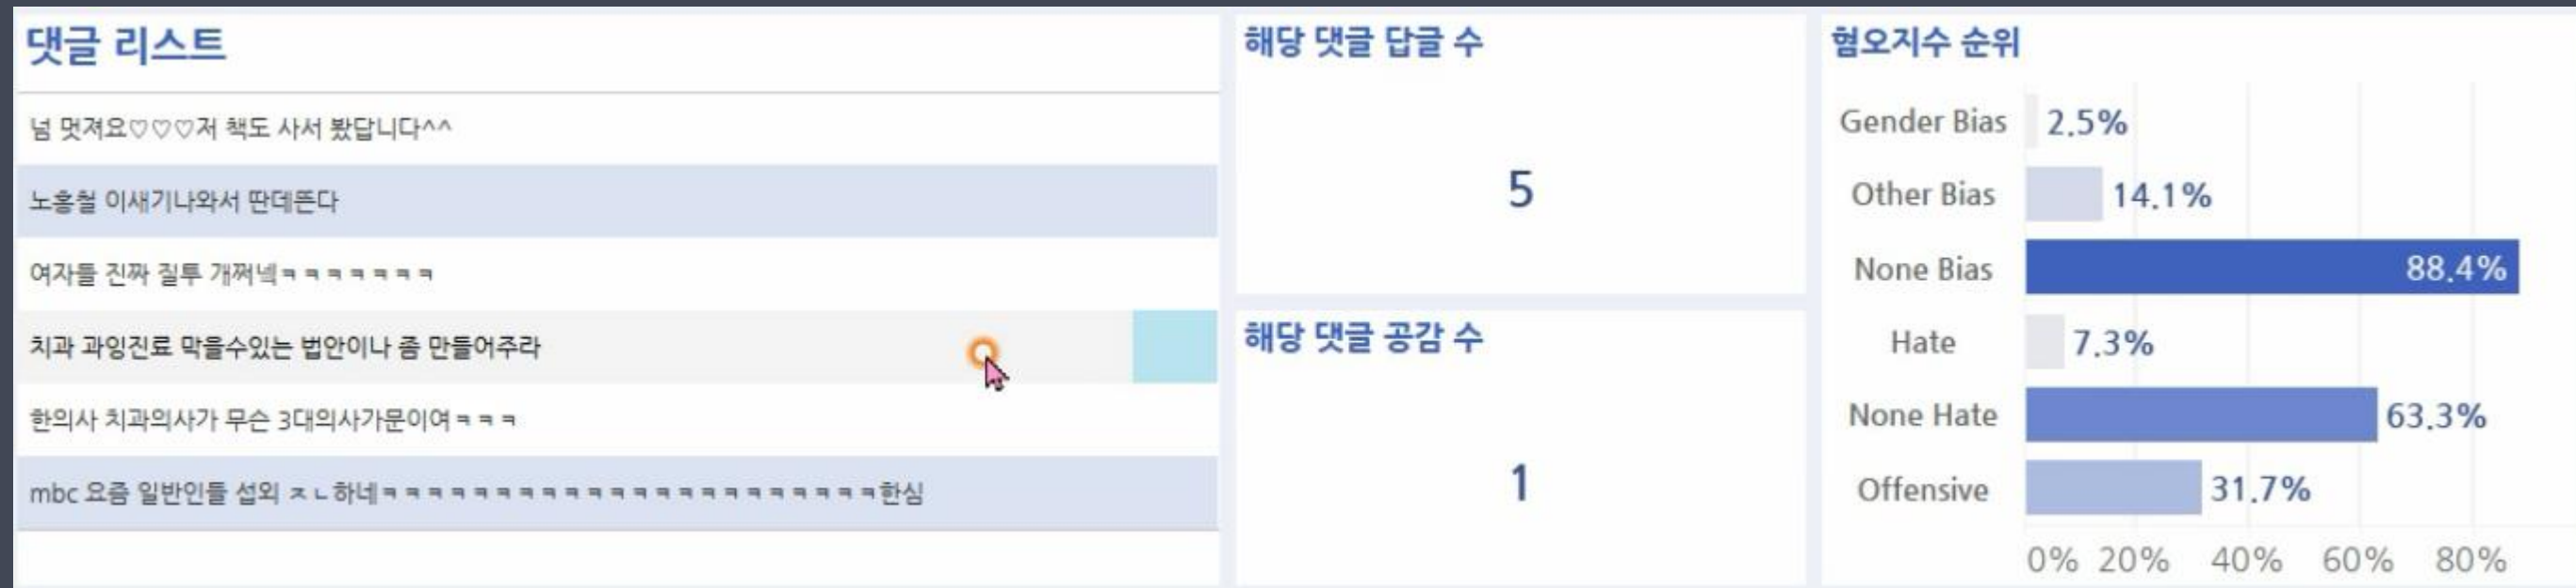 댓글 리스트
넘 멋져요♡♡♡저 책도 사서 봤답니다^^
노홍철 이새기나와서 딴데뜬다
여자들 진짜 질투 개쩌넼ㅋㅋㅋㅋㅋㅋㅋ
치과 과잉진료 막을수있는 법안이나 좀 만들어주라
한의사 치과의사가 무슨 3대의사가문이여ㅋㅋㅋ
mbc 요즘 일반인들 섭외 ㅈㄴ하네ㅋㅋㅋㅋㅋㅋㅋㅋㅋㅋㅋㅋㅋㅋㅋㅋㅋㅋㅋㅋㅋㅋ한심
해당 댓글 답글 수
5
해당 댓글 공감 수
1
혐오지수 순위
Gender Bias 2.5%
Other Bias 14.1%
None Bias 88.4%
Hate 7.3%
None Hate 63.3%
Offensive 31.7%
0% 20% 40% 60% 80%